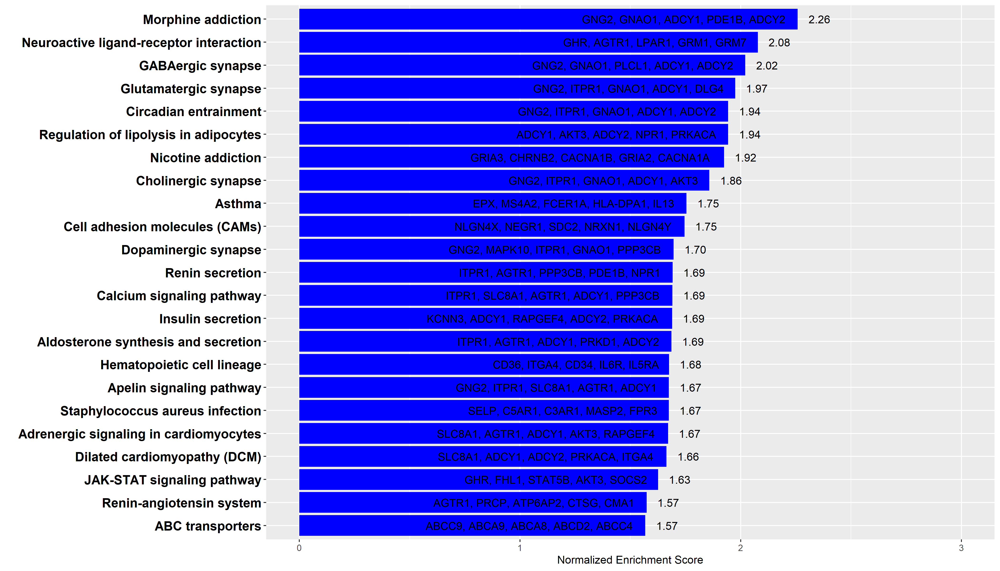 Morphine addiction GNG2, GNAO1, ADCY1, PDE1B, ADCY2 2.26
Neuroactive ligand-receptor interaction GHR, AGTR1, LPAR1, GRM1, GRM7 2.08
GABAergic synapse GNG2, GNAO1, PLCL1, ADCY1, ADCY2 2.02
Glutamatergic synapse GNG2, ITPR1, GNAO1, ADCY1, DLG4 1.97
Circadian entrainment GNG2, ITPR1, GNAO1, ADCY1, ADCY2 1.94
Regulation of lipolysis in adipocytes ADCY1, AKT3, ADCY2, NPR1, PRKACA 1.94
Nicotine addiction GRIA3, CHRNB2, CACNA1B, GRIA2, CACNA1A 1.92
Cholinergic synapse GNG2, ITPR1, GNAO1, ADCY1, AKT3 1.86
Asthma EPX, MS4A2, FCER1A, HLA-DPA1, IL13 1.75
Cell adhesion molecules (CAMs) NLGN4X, NEGR1, SDC2, NRXN1, NLGN4Y 1.75
Dopaminergic synapse GNG2, MAPK10, ITPR1, GNAO1, PPP3CB 1.70
Renin secretion ITPR1, AGTR1, PPP3CB, PDE1B, NPR1 1.69
Calcium signaling pathway ITPR1, SLC8A1, AGTR1, ADCY1, PPP3CB 1.69
Insulin secretion KCNN3, ADCY1, RAPGEF4, ADCY2, PRKACA 1.69
Aldosterone synthesis and secretion ITPR1, AGTR1, ADCY1, PRKD1, ADCY2 1.69
Hematopoietic cell lineage CD36, ITGA4, CD34, IL6R, IL5RA 1.68
Apelin signaling pathway GNG2, ITPR1, SLC8A1, AGTR1, ADCY1 1.67
Staphylococcus aureus infection SELP, C5AR1, C3AR1, MASP2, FPR3 1.67
Adrenergic signaling in cardiomyocytes SLC8A1, AGTR1, ADCY1, AKT3, RAPGEF4 1.67
Dilated cardiomyopathy (DCM) SLC8A1, ADCY1, ADCY2, PRKACA, ITGA4 1.66
JAK-STAT signaling pathway GHR, FHL1, STAT5B, AKT3, SOCS2 1.63
Renin-angiotensin system AGTR1, PRCP, ATP6AP2, CTSG, CMA1 1.57
ABC transporters ABCC9, ABCA9, ABCA8, ABCD2, ABCC4 1.57
0 1 2 3
Normalized Enrichment Score